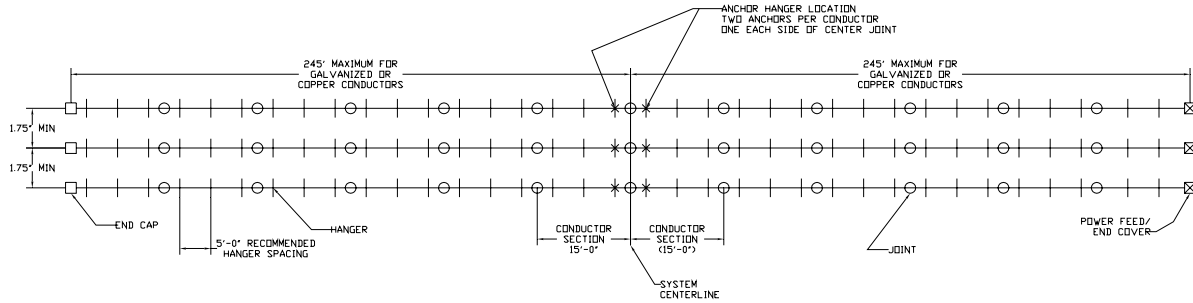 ANCHOR HANGER LOCATION
TWO ANCHORS PER CONDUCTOR
ONE EACH SIDE OF CENTER JOINT
245' MAXIMUM FOR
GALVANIZED OR
COPPER CONDUCTORS
245' MAXIMUM FOR
GALVANIZED OR
COPPER CONDUCTORS
1.75" MIN
1.75" MIN
END CAP
HANGER
5'-0" RECOMMENDED
HANGER SPACING
CONDUCTOR
SECTION
15'-0"
CONDUCTOR
SECTION
(15'-0")
JOINT
POWER FEED/
END COVER
SYSTEM
CENTERLINE